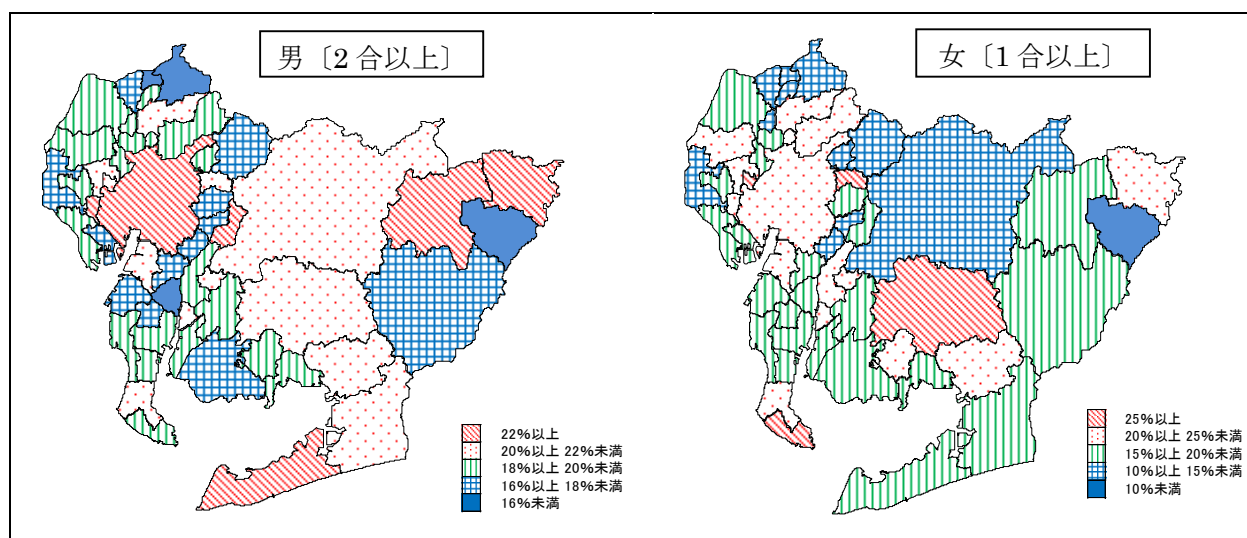 男〔2 合以上〕
22%以上
20%以上 22%未満
18%以上 20%未満
16%以上 18%未満
16%未満
女〔1 合以上〕
25%以上
20%以上 25%未満
15%以上 20%未満
10%以上 15%未満
10%未満